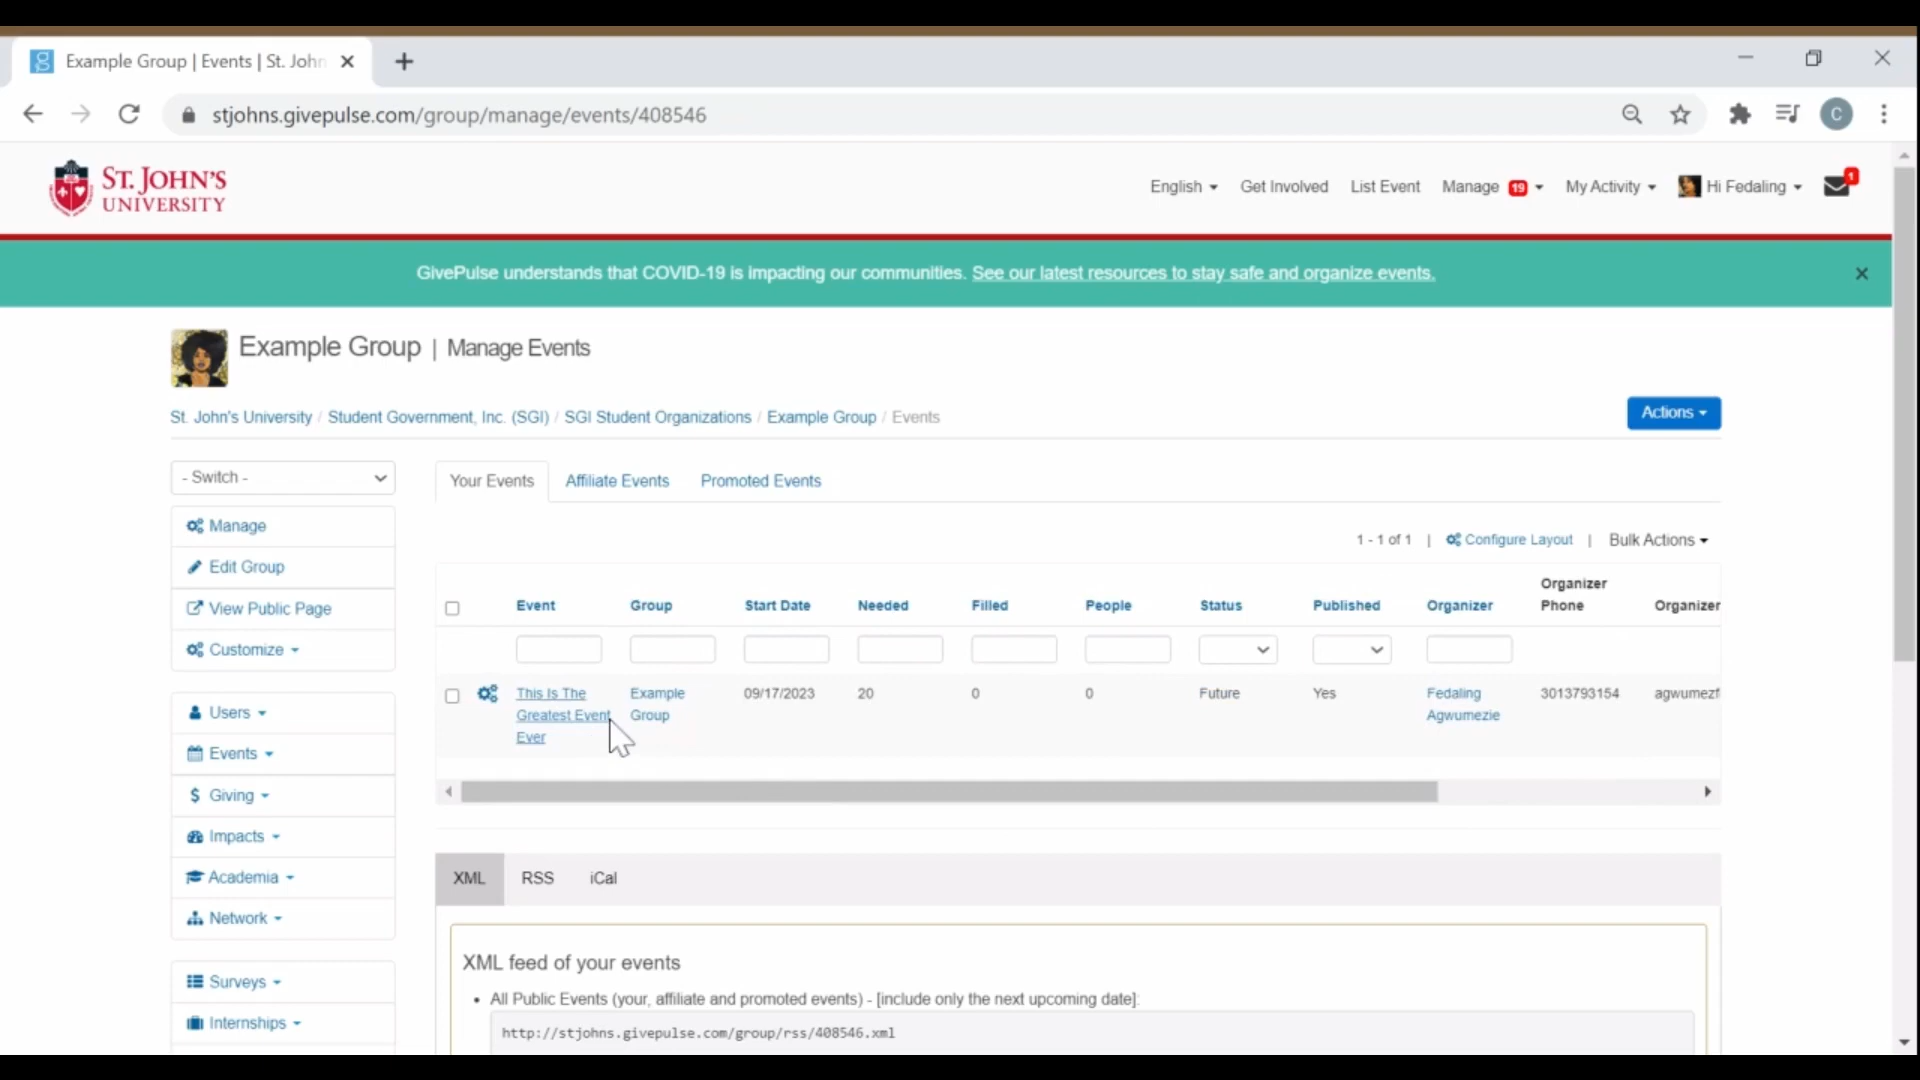 Example Group | Events | St. John
stjohns.givepulse.com/group/manage/events/408546
C
ST. JOHN'S
UNIVERSITY
English
Get Involved
List Event
Manage 19
My Activity
Hi Fedaling
1
GivePulse understands that COVID-19 is impacting our communities. See our latest resources to stay safe and organize events.
Example Group | Manage Events
St. John's University / Student Government, Inc. (SGI) / SGI Student Organizations / Example Group / Events
Actions
- Switch -
Manage
Edit Group
View Public Page
Customize
Users
Events
Giving
Impacts
Academia
Network
Surveys
Internships
Your Events
Affiliate Events
Promoted Events
1 - 1 of 1 | Configure Layout | Bulk Actions
Event
Group
Start Date
Needed
Filled
People
Status
Published
Organizer
Organizer
Phone
Organizer
This Is The
Greatest Event
Ever
Example
Group
09/17/2023
20
0
0
Future
Yes
Fedaling
Agwumezie
3013793154
agwumezf
XML
RSS
iCal
XML feed of your events
• All Public Events (your, affiliate and promoted events) - [include only the next upcoming date]:
http://stjohns.givepulse.com/group/rss/408546.xml